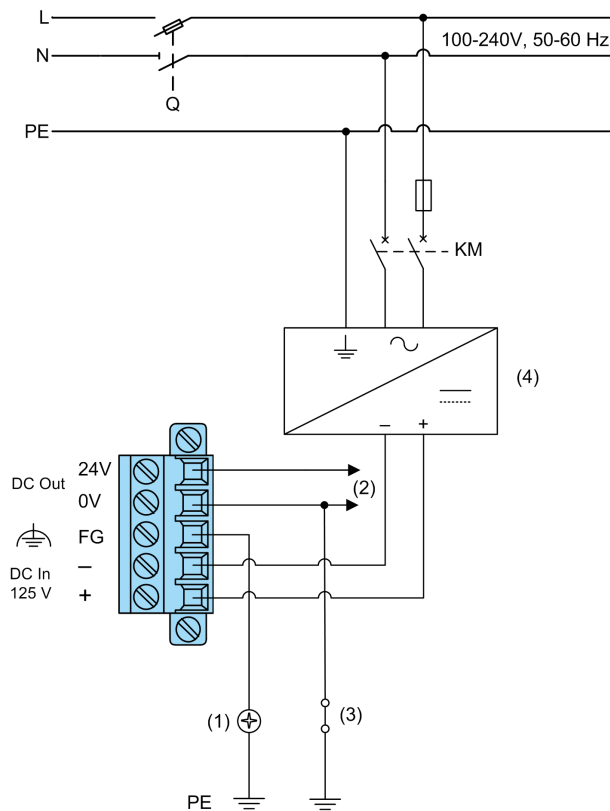 L
100-240V, 50-60 Hz
N
Q
PE
KM
(4)
− +
24V
DC Out
(2)
0V
FG
DC In
125 V
−
+
(1)
(3)
PE